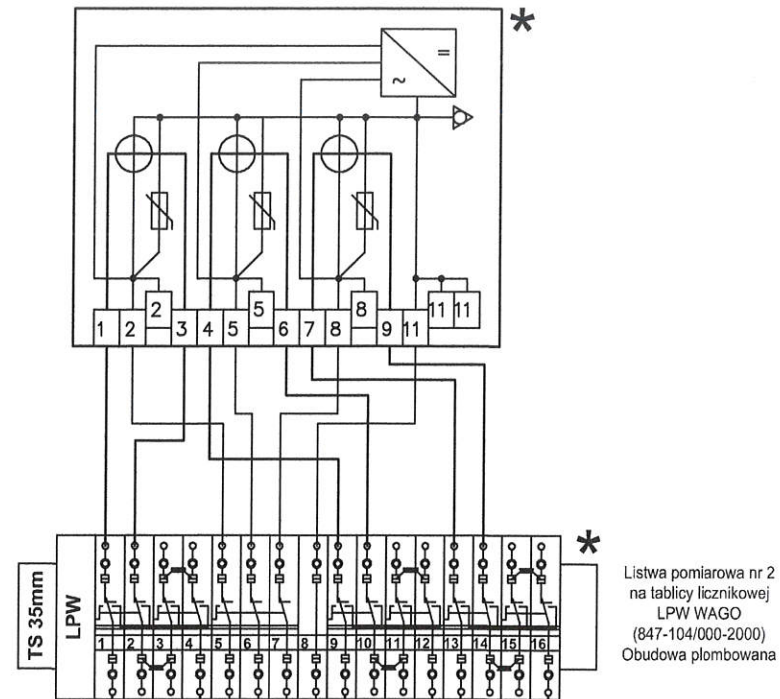 *
=
~
2 5 8 11 11
1 2 3 4 5 6 7 8 9 11
*
TS 35mm
LPW
1 2 3 4 5 6 7 8 9 10 11 12 13 14 15 16
Listwa pomiarowa nr 2
na tablicy licznikowej
LPW WAGO
(847-104/000-2000)
Obudowa plombowana